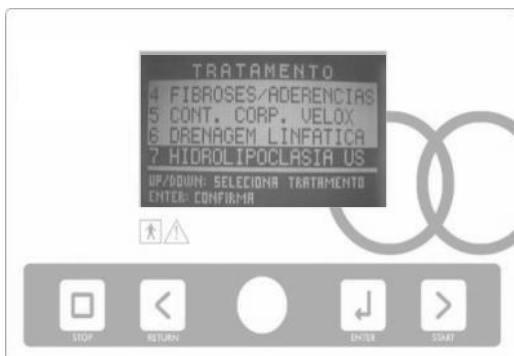 TRATAMENTO
4 FIBROSES/ADERENCIAS
5 CONT. CORP. VELOX
6 DRENAGEM LINFATICA
7 HIDROLIPOCLASIA US
UP/DOWN: SELECIONA TRATAMENTO
ENTER: CONFIRMA
STOP
RETURN
ENTER
START